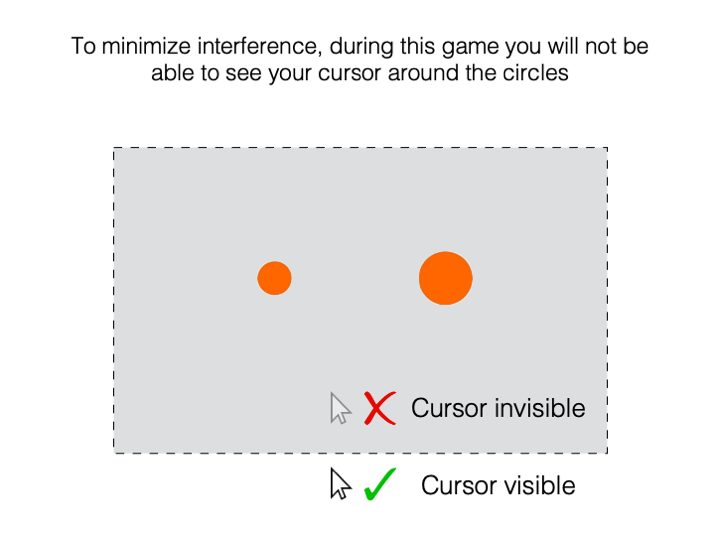 To minimize interference, during this game you will not be
able to see your cursor around the circles
Cursor invisible
Cursor visible